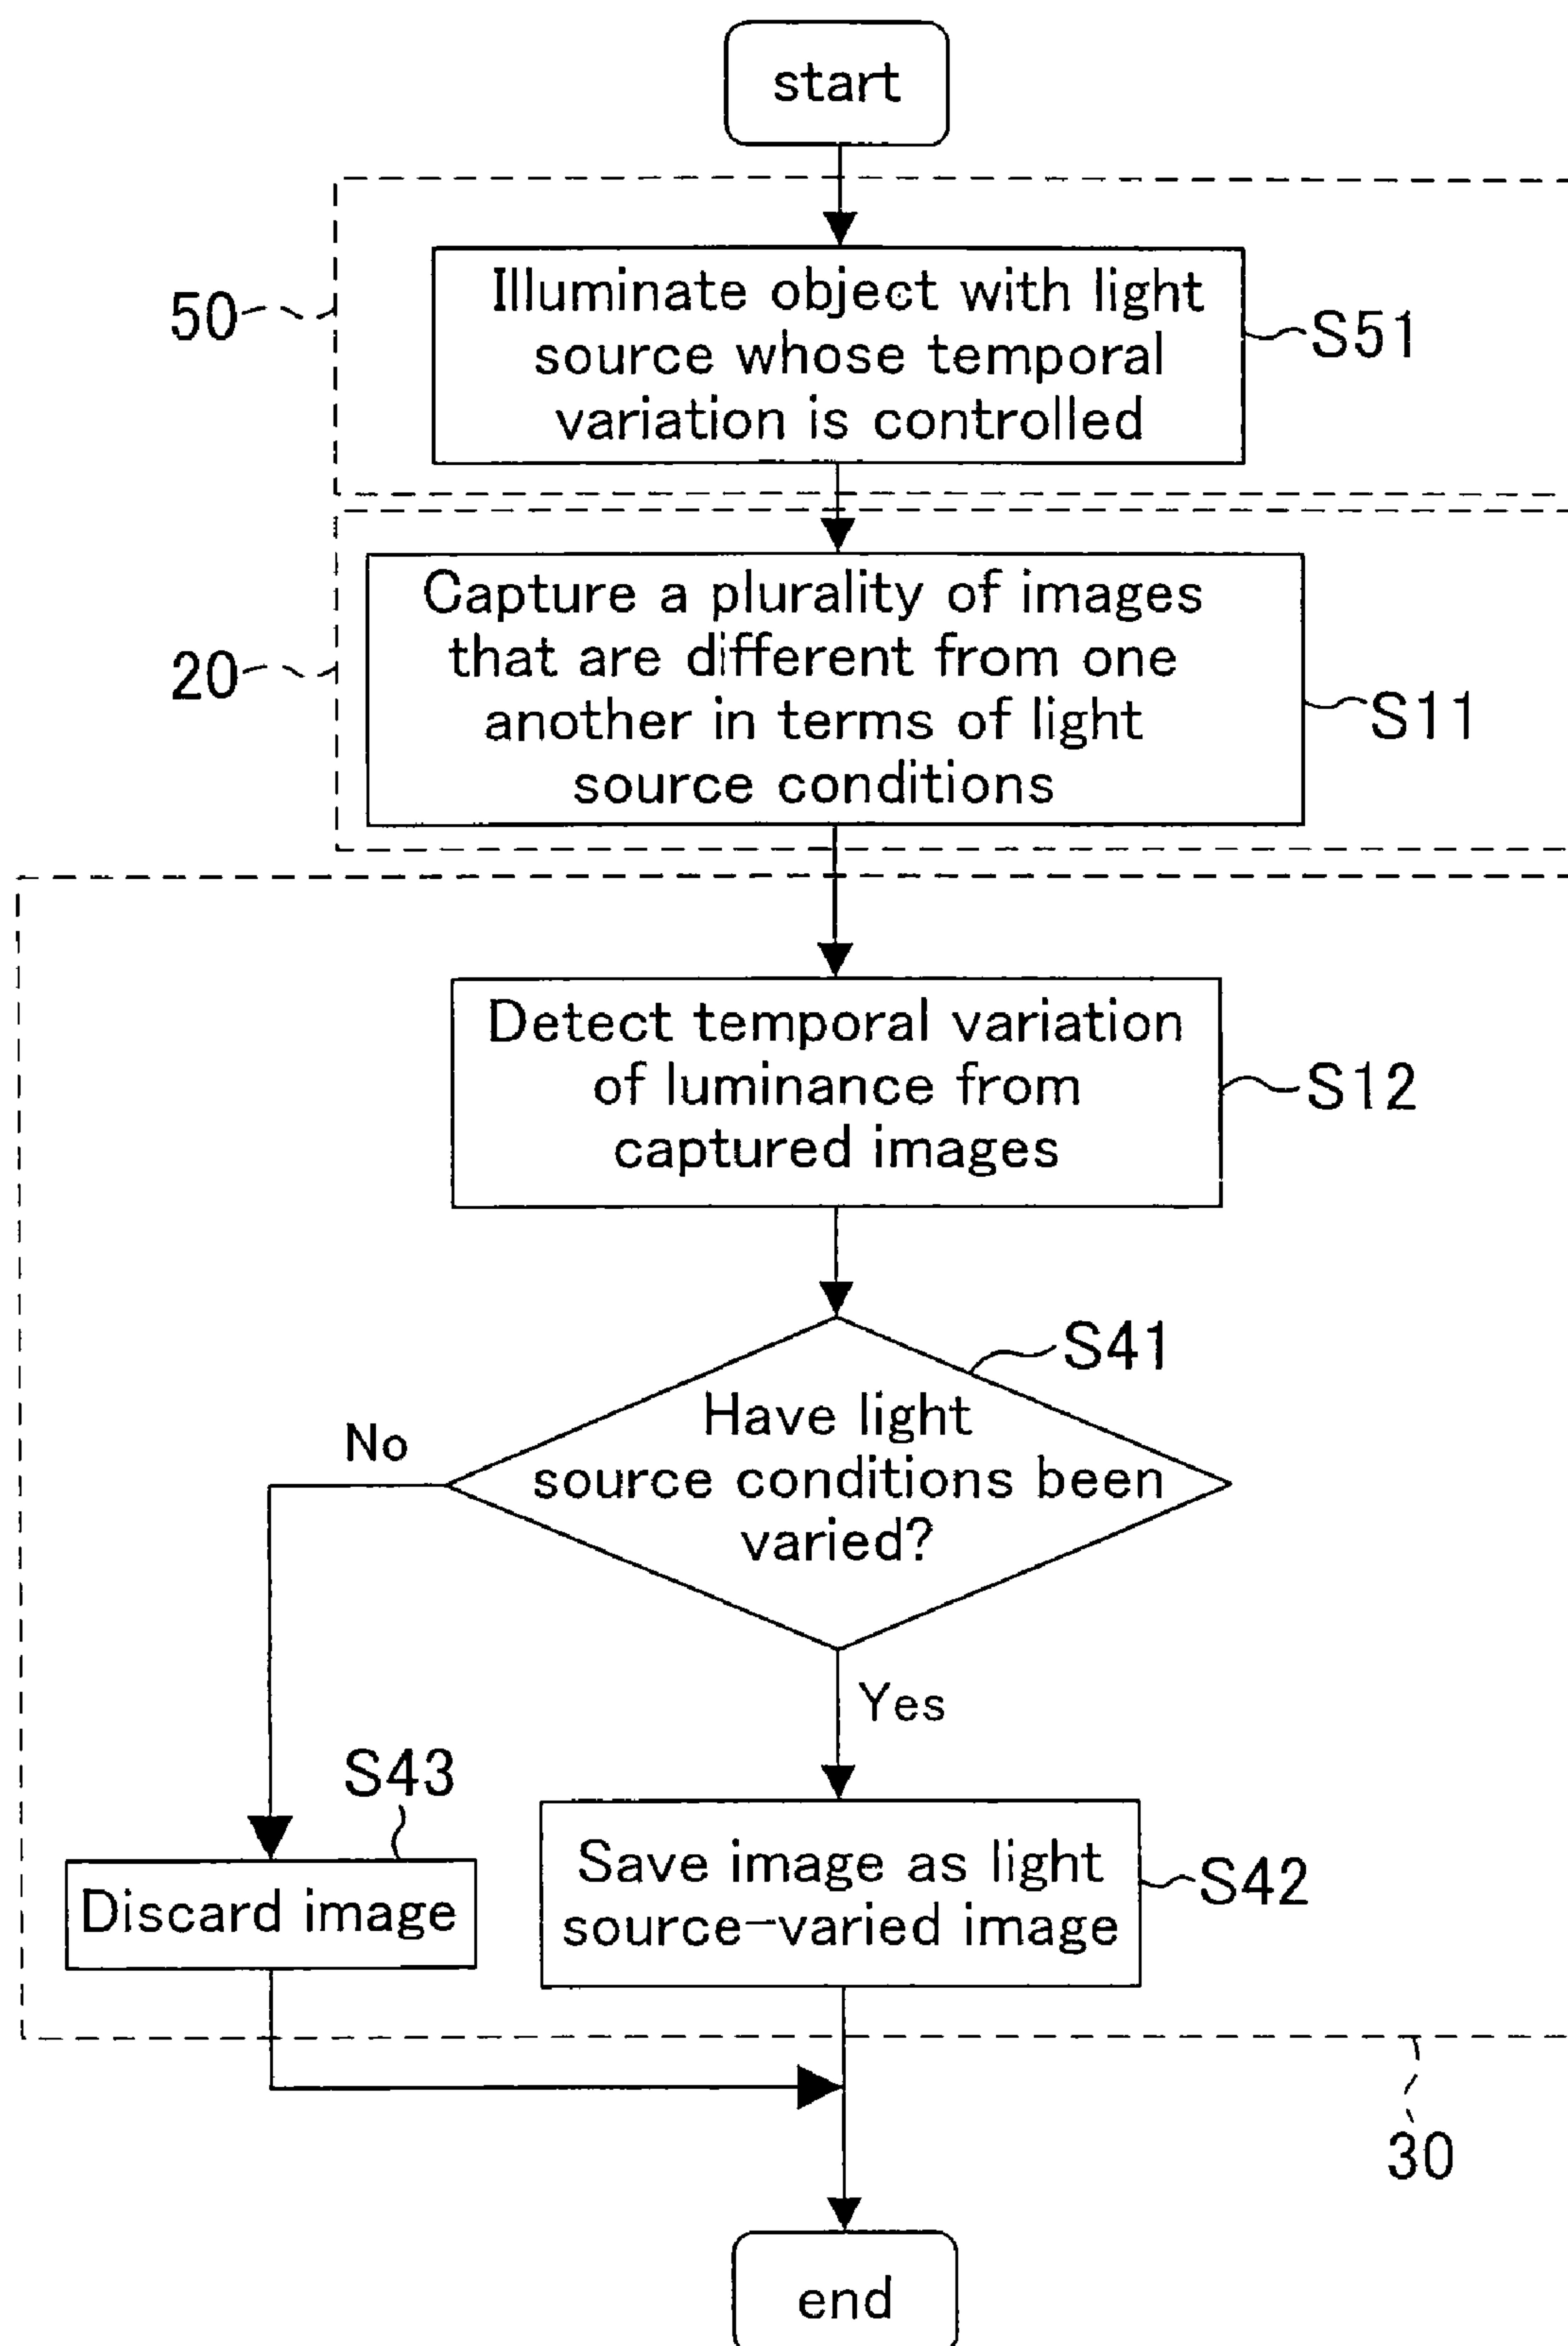 start
50
Illuminate object with light
source whose temporal
variation is controlled
S51
20
Capture a plurality of images
that are different from one
another in terms of light
source conditions
S11
Detect temporal variation
of luminance from
captured images
S12
S41
Have light
source conditions been
varied?
No
Yes
S43
Discard image
Save image as light
source-varied image
S42
30
end